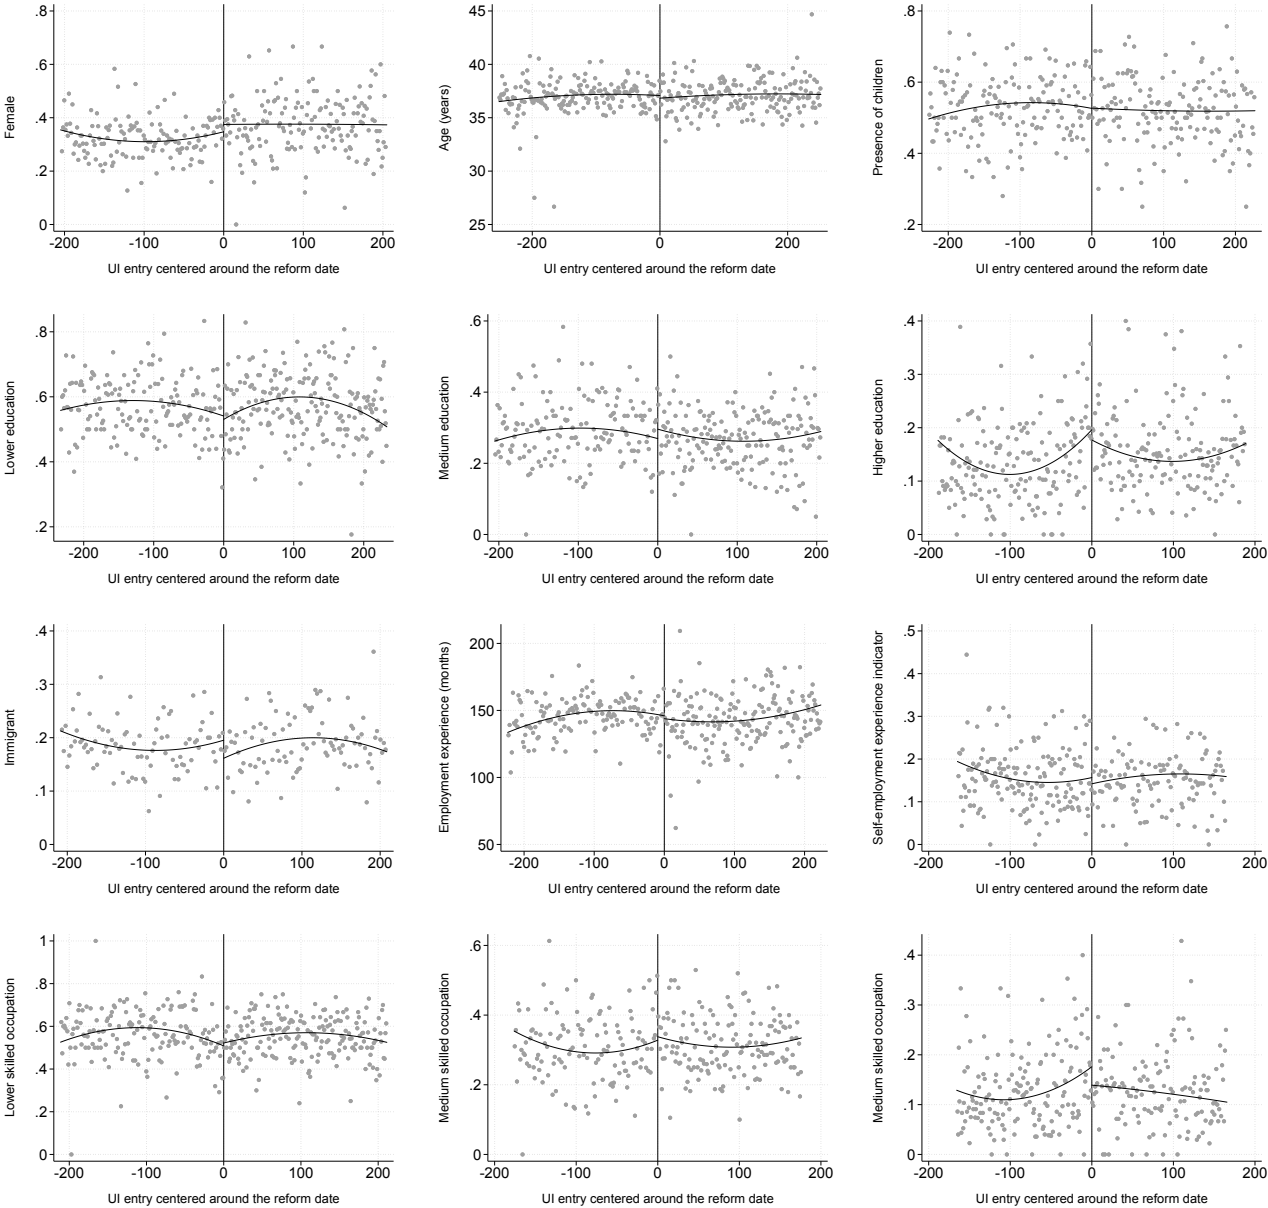 Female
.8
.6
.4
.2
0
-200 -100 0 100 200
UI entry centered around the reform date
Age (years)
45
40
35
30
25
-200 0 200
UI entry centered around the reform date
Presence of children
.8
.6
.4
.2
-200 -100 0 100 200
UI entry centered around the reform date
Lower education
.8
.6
.4
.2
-200 -100 0 100 200
UI entry centered around the reform date
Medium education
.6
.4
.2
0
-200 -100 0 100 200
UI entry centered around the reform date
Higher education
.4
.3
.2
.1
0
-200 -100 0 100 200
UI entry centered around the reform date
Immigrant
.4
.3
.2
.1
0
-200 -100 0 100 200
UI entry centered around the reform date
Employment experience (months)
200
150
100
50
-200 -100 0 100 200
UI entry centered around the reform date
Self-employment experience indicator
.5
.4
.3
.2
.1
0
-200 -100 0 100 200
UI entry centered around the reform date
Lower skilled occupation
1
.8
.6
.4
.2
0
-200 -100 0 100 200
UI entry centered around the reform date
Medium skilled occupation
.6
.4
.2
0
-200 -100 0 100 200
UI entry centered around the reform date
Medium skilled occupation
.4
.3
.2
.1
0
-200 -100 0 100 200
UI entry centered around the reform date